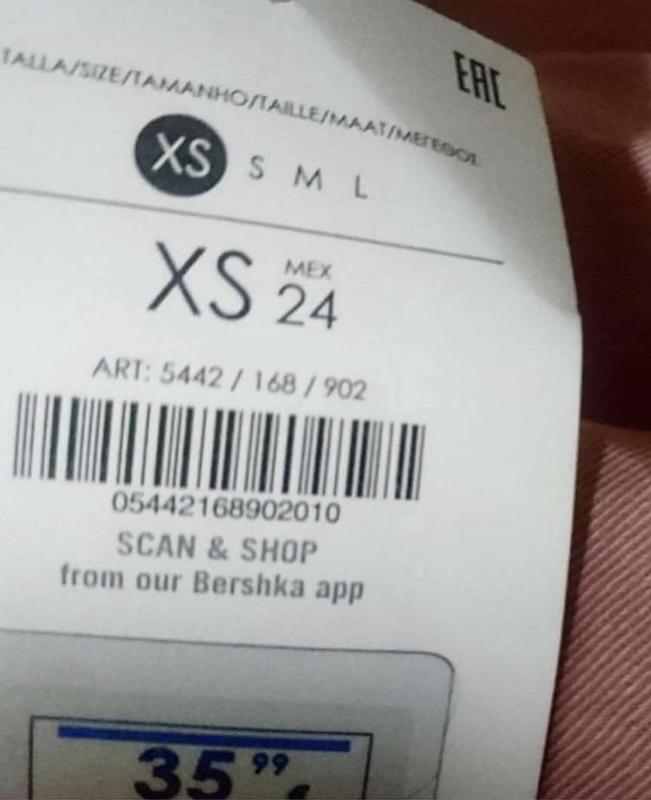 EAC
TALLA/SIZE/TAMANHO/TAILLE/MAAT/
XS S M L
XS MEX 24
ART: 5442 / 168 / 902
05442168902010
SCAN & SHOP
from our Bershka app
35 99